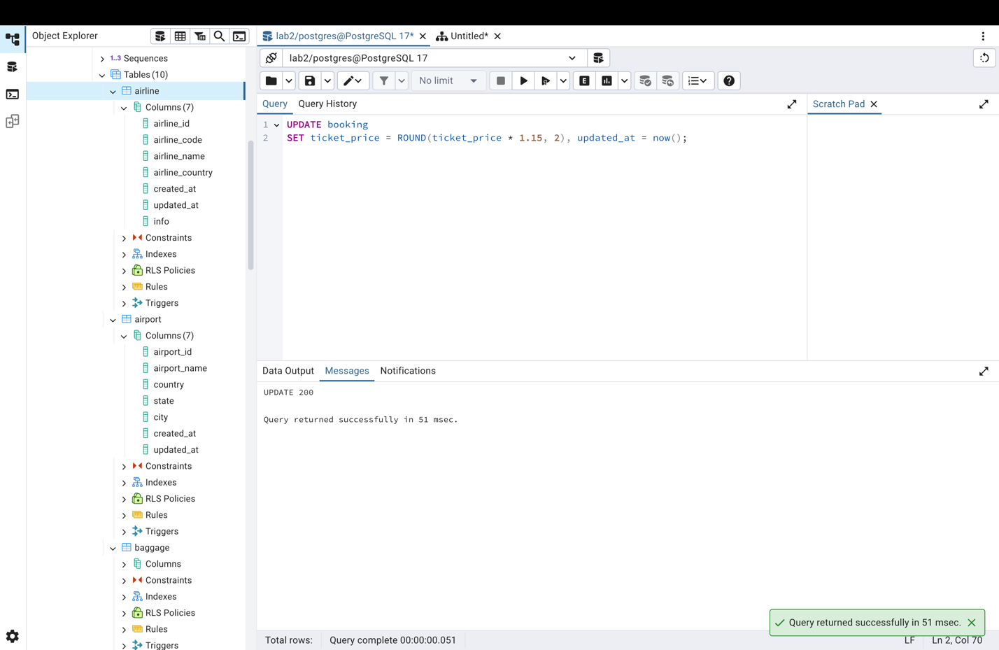 Object Explorer
1..3 Sequences
Tables (10)
airline
Columns (7)
airline_id
airline_code
airline_name
airline_country
created_at
updated_at
info
Constraints
Indexes
RLS Policies
Rules
Triggers
airport
Columns (7)
airport_id
airport_name
country
state
city
created_at
updated_at
Constraints
Indexes
RLS Policies
Rules
Triggers
baggage
Columns
Constraints
Indexes
RLS Policies
Rules
Triggers
lab2/postgres@PostgreSQL 17*
Untitled*
lab2/postgres@PostgreSQL 17
No limit
E
Query
Query History
Scratch Pad
1 UPDATE booking
2 SET ticket_price = ROUND(ticket_price * 1.15, 2), updated_at = now();
Data Output
Messages
Notifications
UPDATE 200
Query returned successfully in 51 msec.
Query returned successfully in 51 msec.
Total rows:
Query complete 00:00:00.051
LF
Ln 2, Col 70